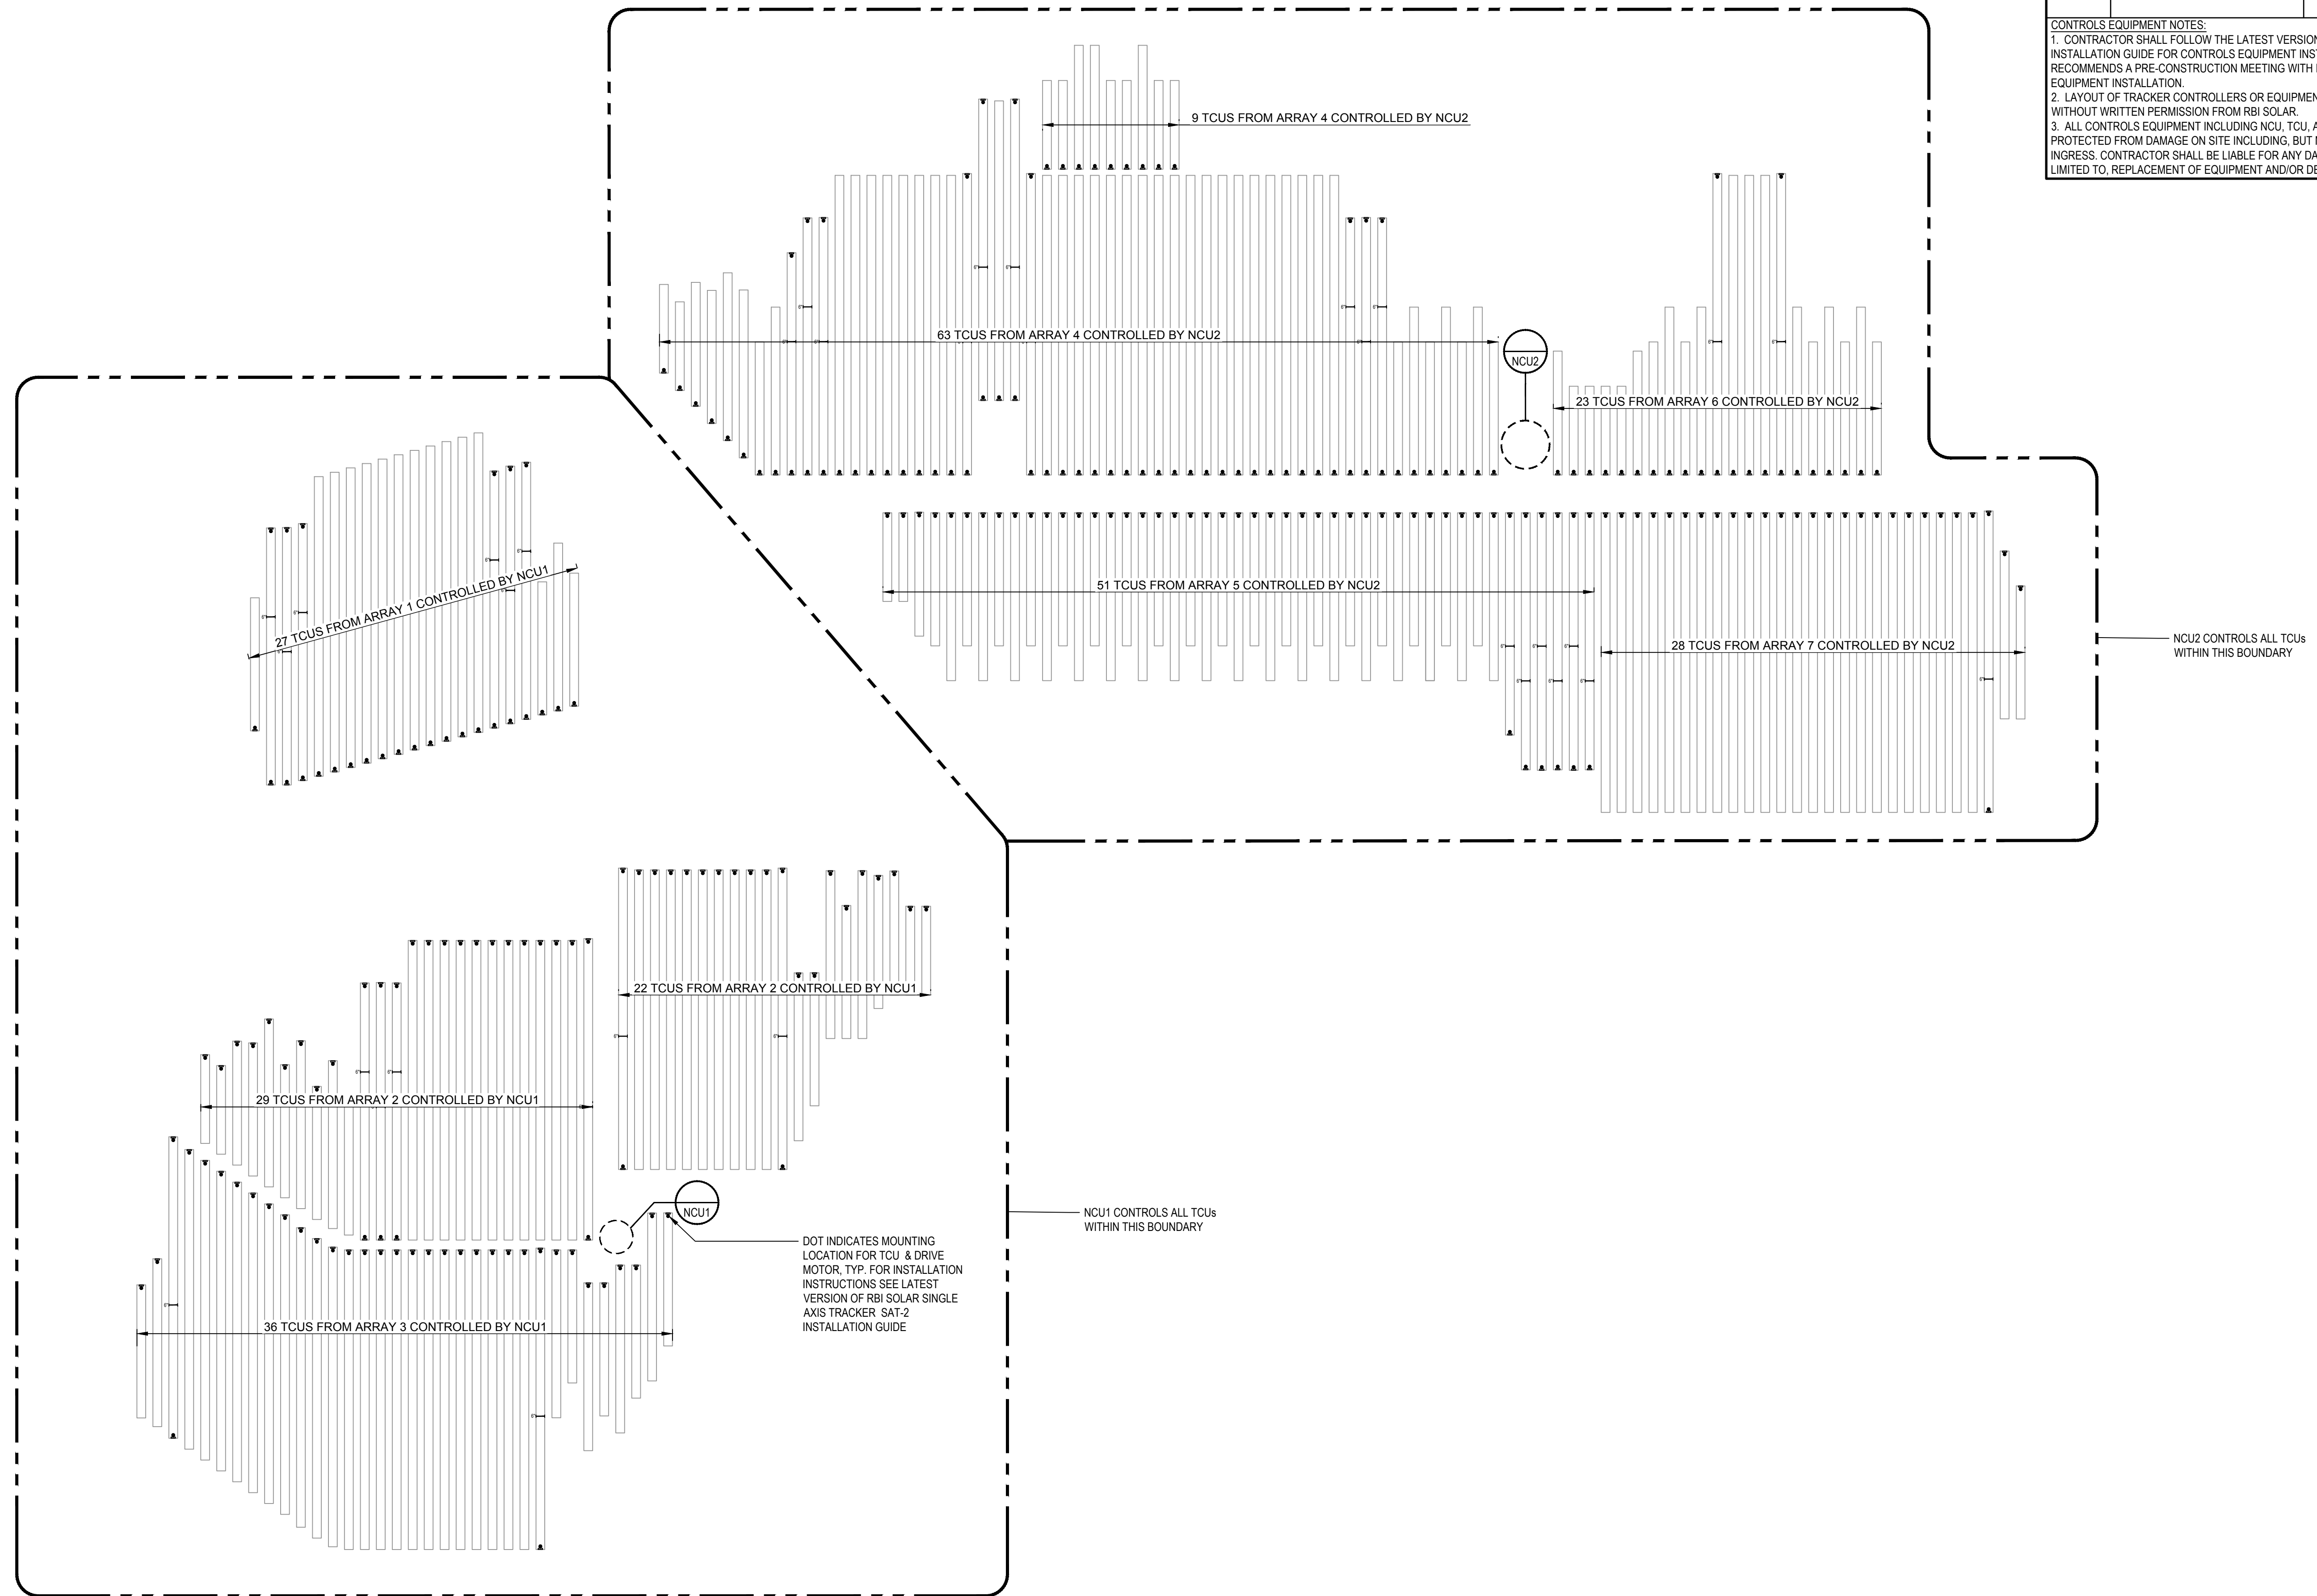 CONTROLS EQUIPMENT NOTES:
1. CONTRACTOR SHALL FOLLOW THE LATEST VERSION
INSTALLATION GUIDE FOR CONTROLS EQUIPMENT
RECOMMENDS A PRE-CONSTRUCTION MEETING WITH
EQUIPMENT INSTALLATION.
2. LAYOUT OF TRACKER CONTROLLERS OR
WITHOUT WRITTEN PERMISSION FROM RBI SOLAR.
3. ALL CONTROLS EQUIPMENT INCLUDING NCU, TCU,
PROTECTED FROM DAMAGE ON SITE INCLUDING, BUT
INGRESS. CONTRACTOR SHALL BE LIABLE FOR ANY
LIMITED TO, REPLACEMENT OF EQUIPMENT AND/OR
9 TCUS FROM ARRAY 4 CONTROLLED BY NCU2
63 TCUS FROM ARRAY 4 CONTROLLED BY NCU2
NCU2
23 TCUS FROM ARRAY 6 CONTROLLED BY NCU2
27 TCUS FROM ARRAY 1 CONTROLLED BY NCU1
51 TCUS FROM ARRAY 5 CONTROLLED BY NCU2
28 TCUS FROM ARRAY 7 CONTROLLED BY NCU2
NCU2 CONTROLS ALL TCUs
WITHIN THIS BOUNDARY
22 TCUS FROM ARRAY 2 CONTROLLED BY NCU1
29 TCUS FROM ARRAY 2 CONTROLLED BY NCU1
NCU1
NCU1 CONTROLS ALL TCUs
WITHIN THIS BOUNDARY
DOT INDICATES MOUNTING
LOCATION FOR TCU & DRIVE
MOTOR, TYP. FOR INSTALLATION
INSTRUCTIONS SEE LATEST
VERSION OF RBI SOLAR SINGLE
AXIS TRACKER SAT-2
INSTALLATION GUIDE
36 TCUS FROM ARRAY 3 CONTROLLED BY NCU1